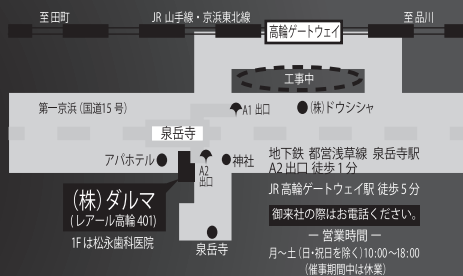 至田町
JR 山手線・京浜東北線
高輪ゲートウェイ
至品川
工事中
第一京浜（国道15 号）
A1 出口
（株）ドウシシャ
泉岳寺
アパホテル
A2
出口
神社
地下鉄 都営浅草線 泉岳寺駅
A2 出口 徒歩 1 分
JR 高輪ゲートウェイ駅 徒歩 5 分
（株）ダルマ
（レアール高輪 401）
1F は松永歯科医院
泉岳寺
御来社の際はお電話ください。
ー 営業時間 ー
月～土（日・祝日を除く）10:00～18:00
（催事期間中は休業）